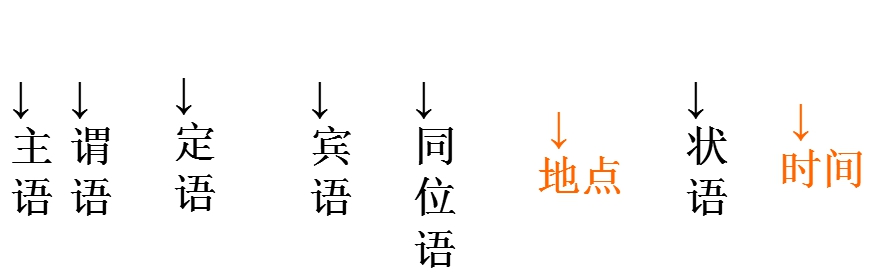 ↓ ↓ ↓ ↓ ↓ ↓ ↓ ↓
主语
谓语
定语
宾语
同位语
地点
状语
时间